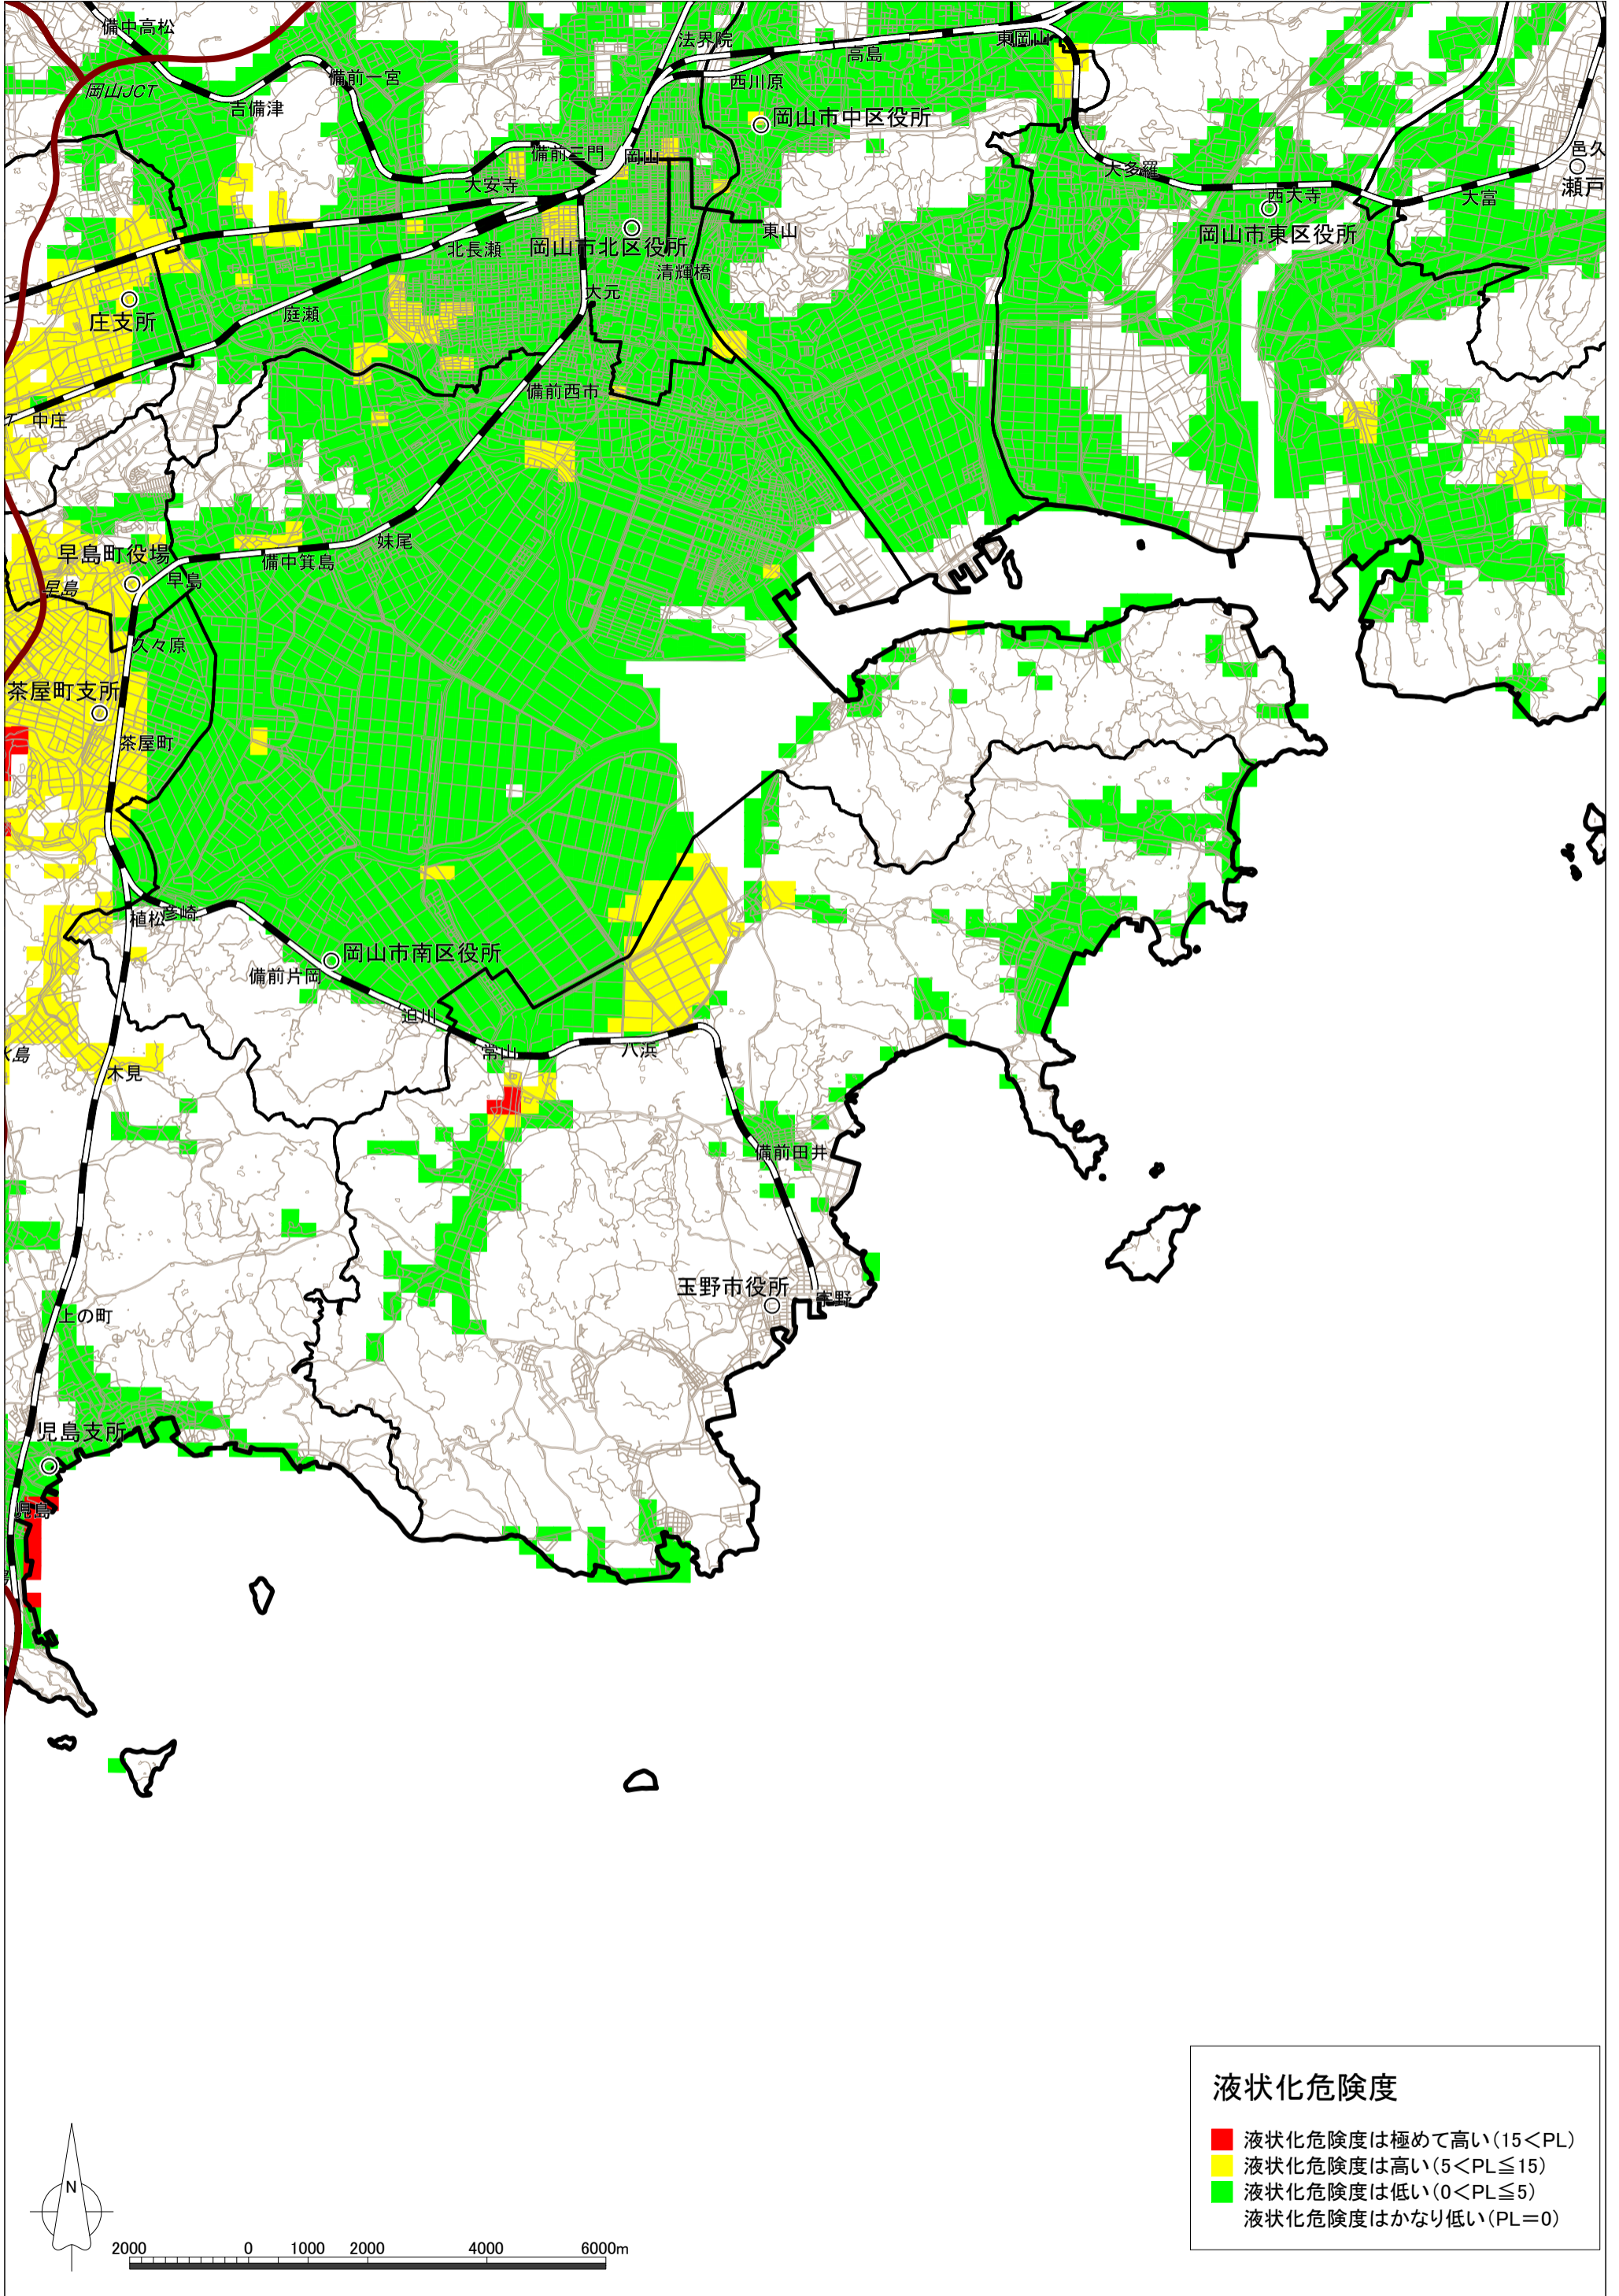 備中高松
法界院
東岡山
高島
備前一宮
岡山JCT
西川原
吉備津
岡山市中区役所
備前三門
岡山
邑久
大多羅
瀬戸
大安寺
西大寺
大富
東山
岡山市東区役所
北長瀬
岡山市北区役所
清輝橋
大元
庄支所
庭瀬
備前西市
中庄
妹尾
早島町役場
備中箕島
早島
早島
久々原
茶屋町支所
茶屋町
植松
彦崎
岡山市南区役所
備前片岡
迫川
常山
八浜
水島
木見
備前田井
玉野市役所
宇野
上の町
児島支所
児島
液状化危険度
液状化危険度は極めて高い(15<PL)
液状化危険度は高い(5<PL≦15)
液状化危険度は低い(0<PL≦5)
液状化危険度はかなり低い(PL=0)
N
2000 0 1000 2000 4000 6000m